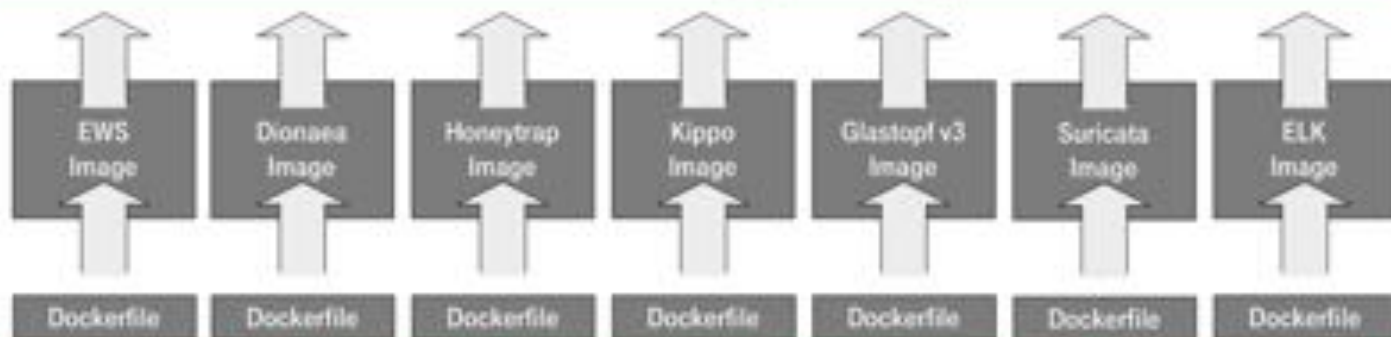 EWS
Image
Dionaea
Image
Honeytrap
Image
Kippo
Image
Glastopf v3
Image
Suricata
Image
ELK
Image
Dockerfile
Dockerfile
Dockerfile
Dockerfile
Dockerfile
Dockerfile
Dockerfile